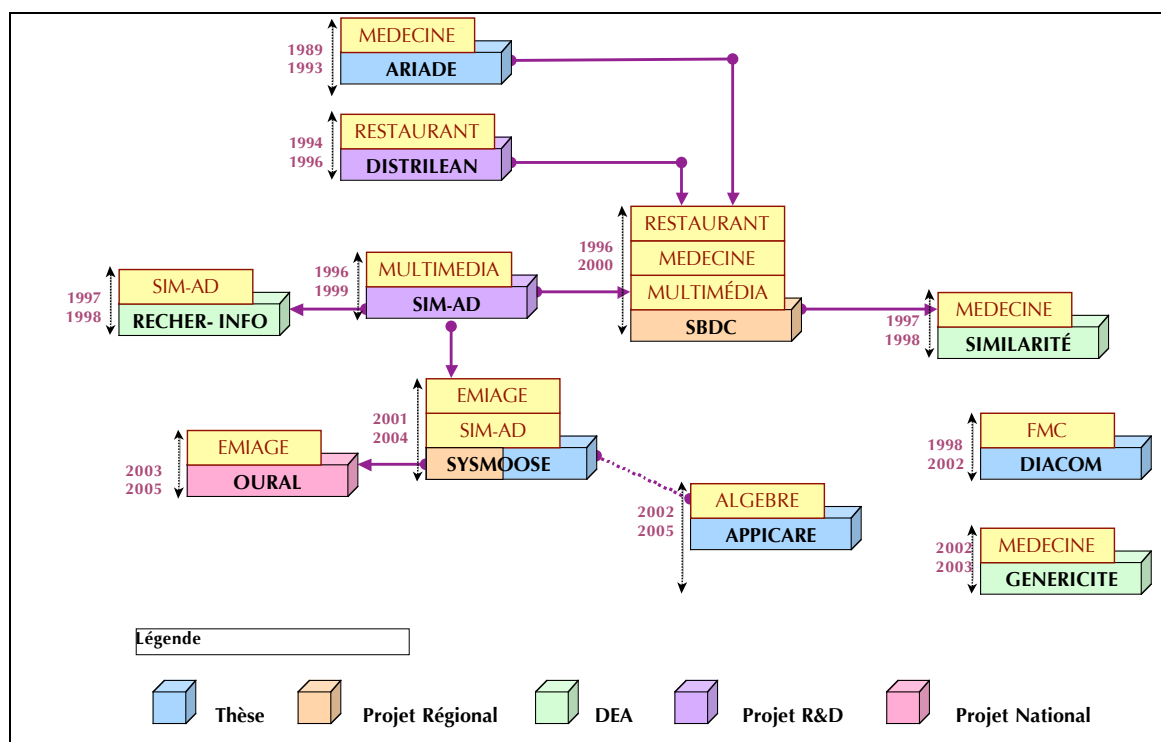 MEDECINE
1989
1993
ARIADE
RESTAURANT
1994
1996
DISTRILEAN
RESTAURANT
1996
2000
MEDECINE
MULTIMÉDIA
SBDC
MULTIMEDIA
1996
1999
SIM-AD
SIM-AD
1997
1998
RECHER- INFO
MEDECINE
1997
1998
SIMILARITÉ
EMIAGE
2001
2004
SIM-AD
SYSMOOSE
EMIAGE
2003
2005
OURAL
FMC
1998
2002
DIACOM
ALGEBRE
2002
2005
APPICARE
MEDECINE
2002
2003
GENERICITE
Légende
Thèse
Projet Régional
DEA
Projet R&D
Projet National